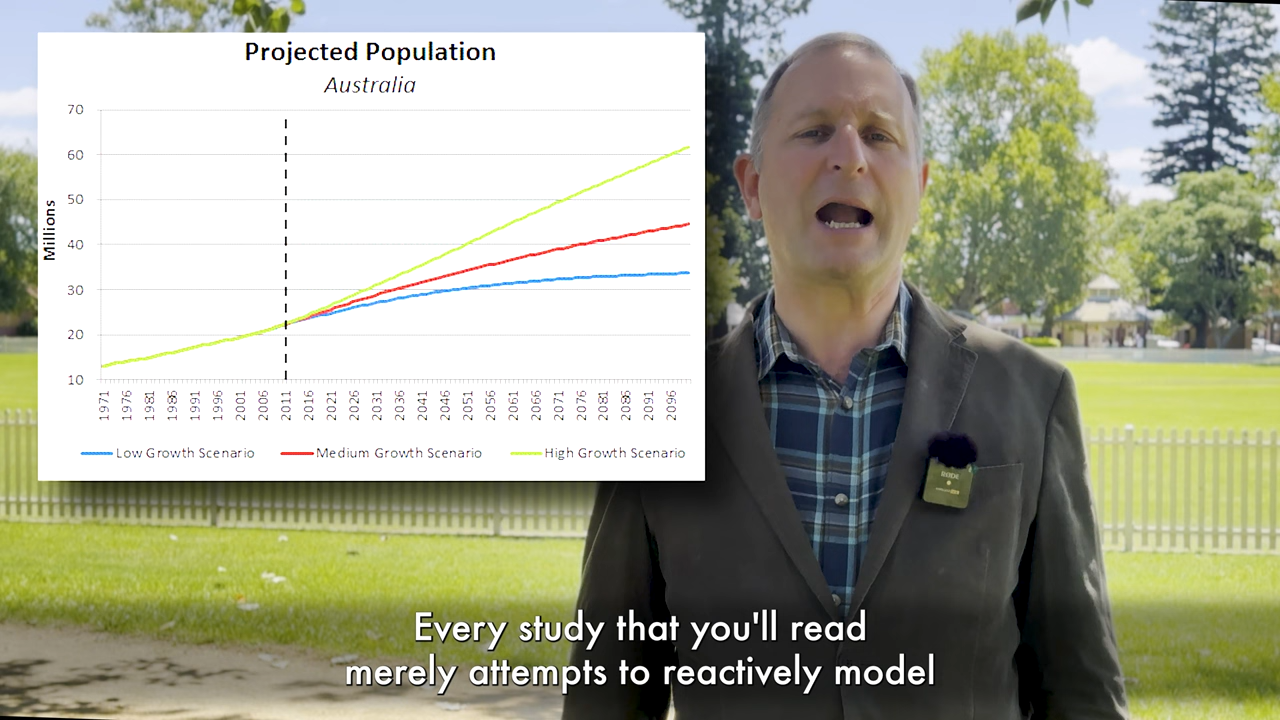 Projected Population
Australia
Millions
70
60
50
40
30
20
10
1971 1976 1981 1986 1991 1996 2001 2006 2011 2016 2021 2026 2031 2036 2041 2046 2051 2056 2061 2066 2071 2076 2081 2086 2091 2096
Low Growth Scenario Medium Growth Scenario High Growth Scenario
RØDE
Every study that you'll read
merely attempts to reactively model